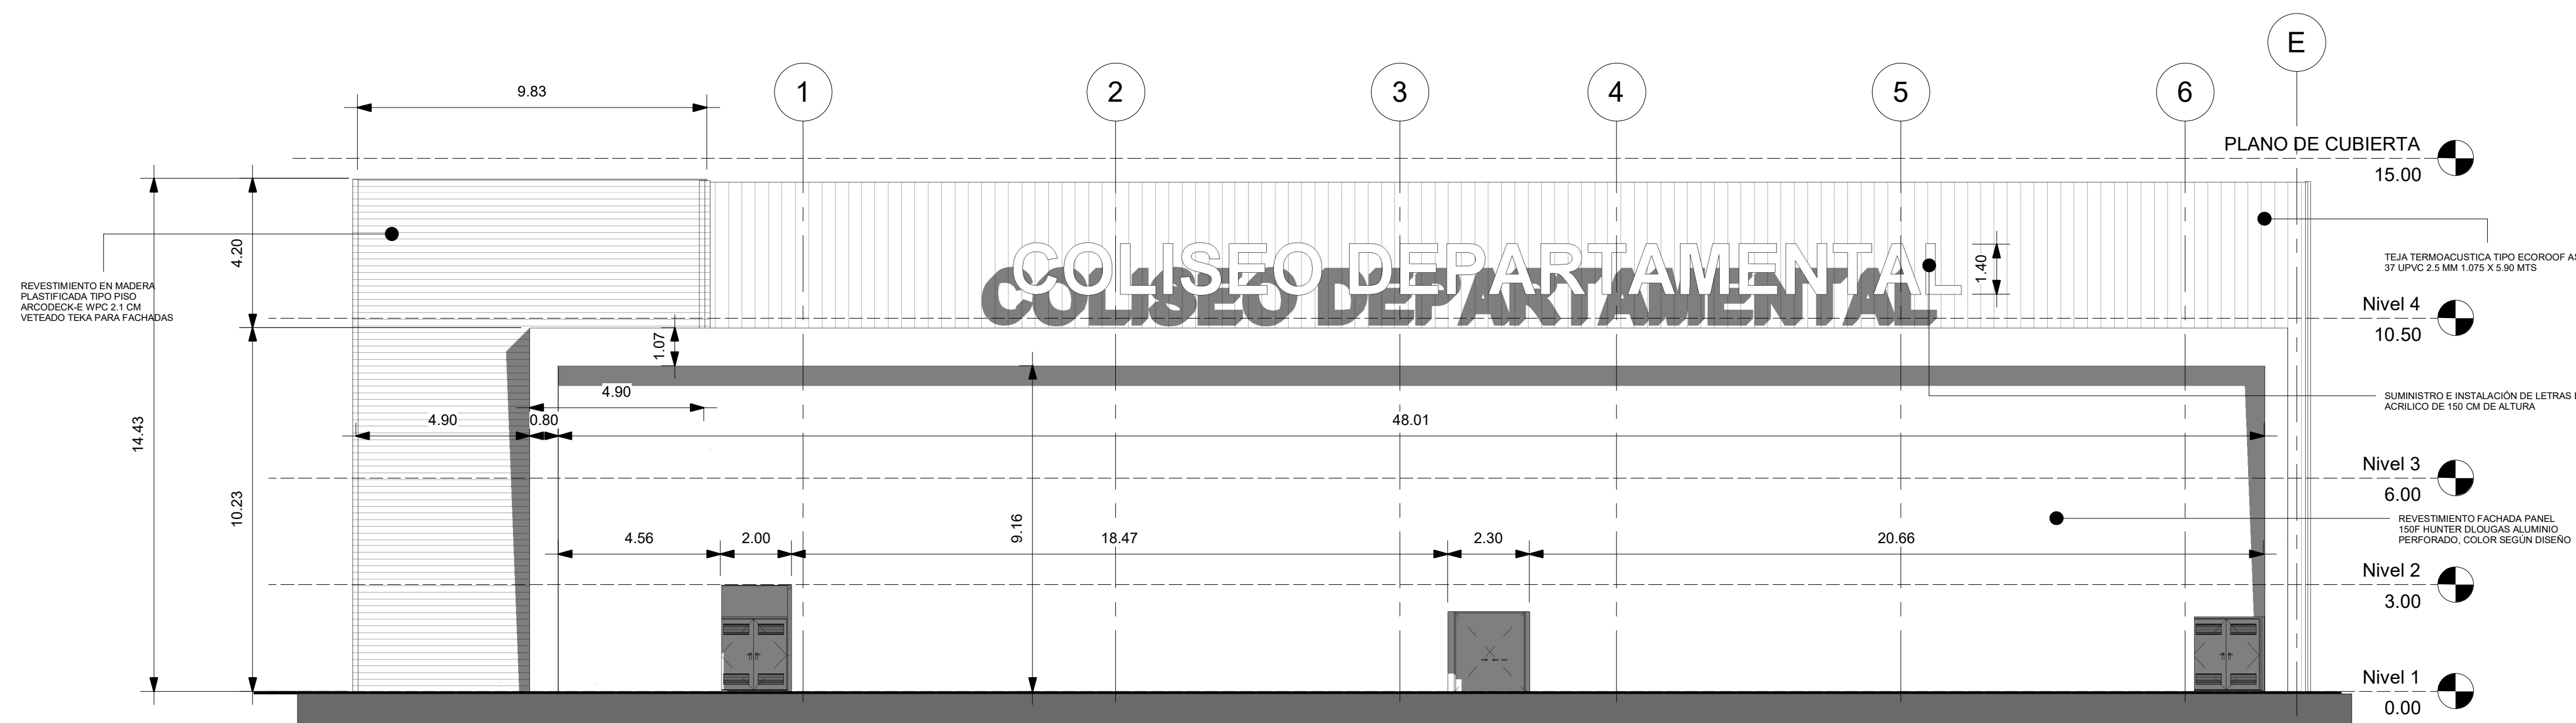 E
1
2
3
4
5
6
9.83
PLANO DE CUBIERTA
15.00
4.20
COLISEO DEPARTAMENTAL
1.40
TEJA TERMOACUSTICA TIPO ECOROOF
37 UPVC 2.5 MM 1.075 X 5.90 MTS
REVESTIMIENTO EN MADERA
PLASTIFICADA TIPO PISO
ARCODECK-E WPC 2.1 CM
VETEADO TEKA PARA FACHADAS
Nivel 4
10.50
1.07
4.90
SUMINISTRO E INSTALACIÓN DE LETRAS
ACRILICO DE 150 CM DE ALTURA
14.43
4.90
0.80
48.01
Nivel 3
6.00
10.23
9.16
REVESTIMIENTO FACHADA PANEL
150F HUNTER DLOUGAS ALUMINIO
PERFORADO, COLOR SEGÚN DISEÑO
4.56
2.00
18.47
2.30
20.66
Nivel 2
3.00
Nivel 1
0.00